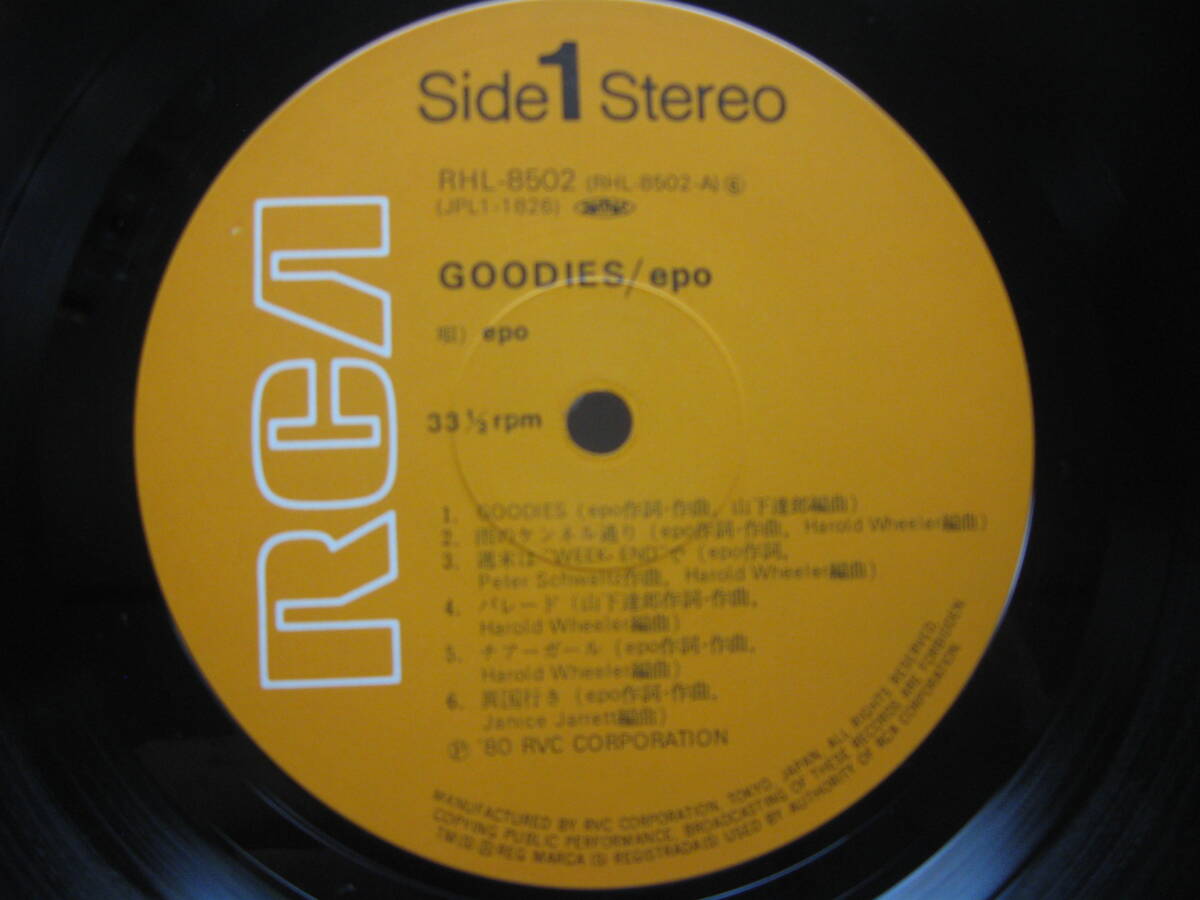 Side 1 Stereo
RHL-8502 (RHL-8502-A) Ⓢ
(JPL1-1826)
GOODIES/epo
唄) epo
33 1/3 rpm
RCA
1. GOODIES (epo作詞・作曲, 山下達郎編曲)
2. 雨のケンネル通り (epo作詞・作曲, Harold Wheeler編曲)
3. 週末は“WEEK-END”で (epo作詞,
Peter Schwaltz作曲, Harold Wheeler編曲)
4. パレード (山下達郎作詞・作曲,
Harold Wheeler編曲)
5. チアーガール (epo作詞・作曲,
Harold Wheeler編曲)
6. 異国行き (epo作詞・作曲,
Janice Jarrett編曲)
Ⓟ '80 RVC CORPORATION
MANUFACTURED BY RVC CORPORATION, TOKYO, JAPAN, ALL RIGHTS RESERVED,
COPYING PUBLIC PERFORMANCE, BROADCASTING OF THESE RECORDS ARE FORBIDDEN
REG MARCA(S) REGISTRADA(S) USED BY AUTHORITY OF RCA CORPORATION